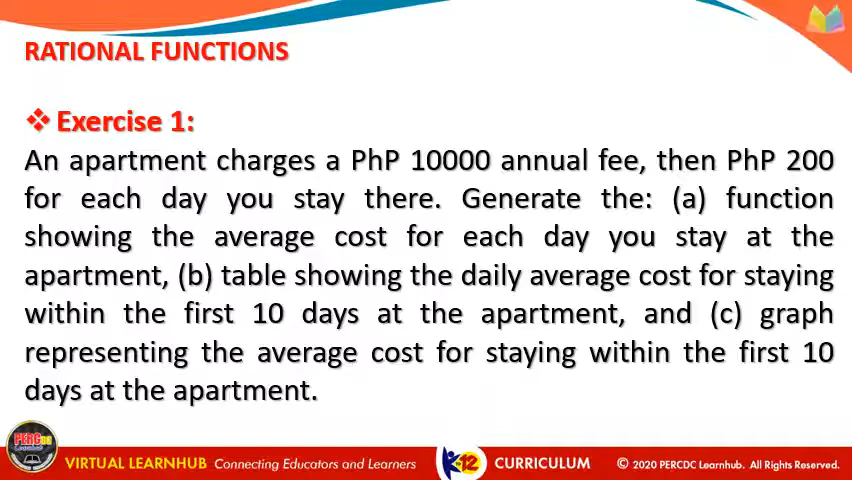 RATIONAL FUNCTIONS
❖ Exercise 1:
An apartment charges a PhP 10000 annual fee, then PhP 200
for each day you stay there. Generate the: (a) function
showing the average cost for each day you stay at the
apartment, (b) table showing the daily average cost for staying
within the first 10 days at the apartment, and (c) graph
representing the average cost for staying within the first 10
days at the apartment.
PERCDC
Learnhub
VIRTUAL LEARNHUB Connecting Educators and Learners
K to 12 CURRICULUM
© 2020 PERCDC Learnhub. All Rights Reserved.